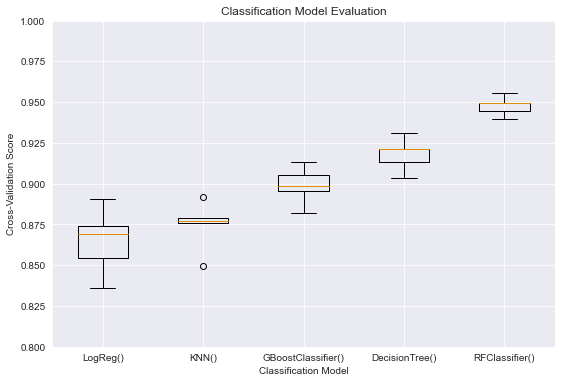 Classification Model Evaluation
1.000
0.975
0.950
0.925
0.900
0.875
0.850
0.825
0.800
Cross-Validation Score
LogReg() KNN() GBoostClassifier() DecisionTree() RFClassifier()
Classification Model